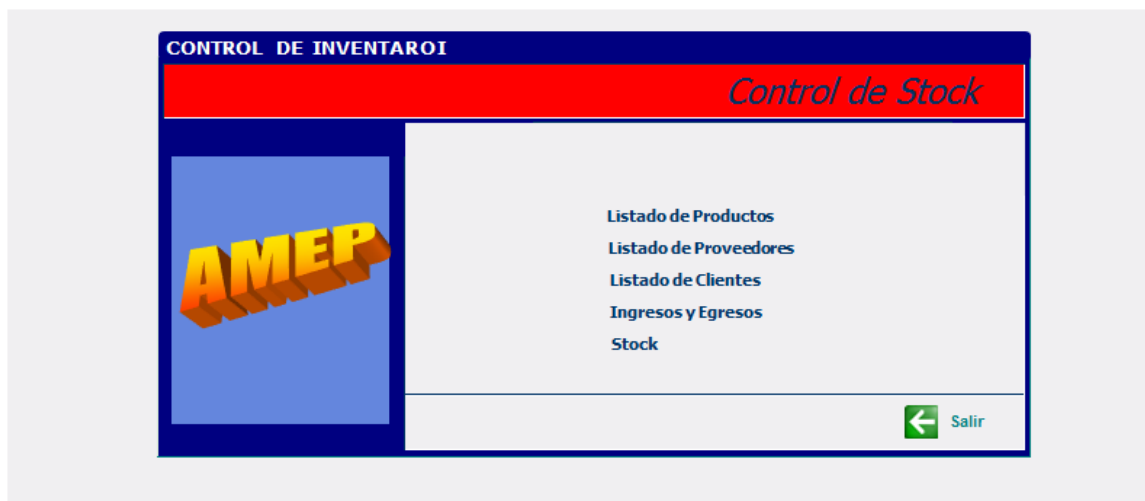 CONTROL DE INVENTAROI
Control de Stock
AMEP
Listado de Productos
Listado de Proveedores
Listado de Clientes
Ingresos y Egresos
Stock
Salir